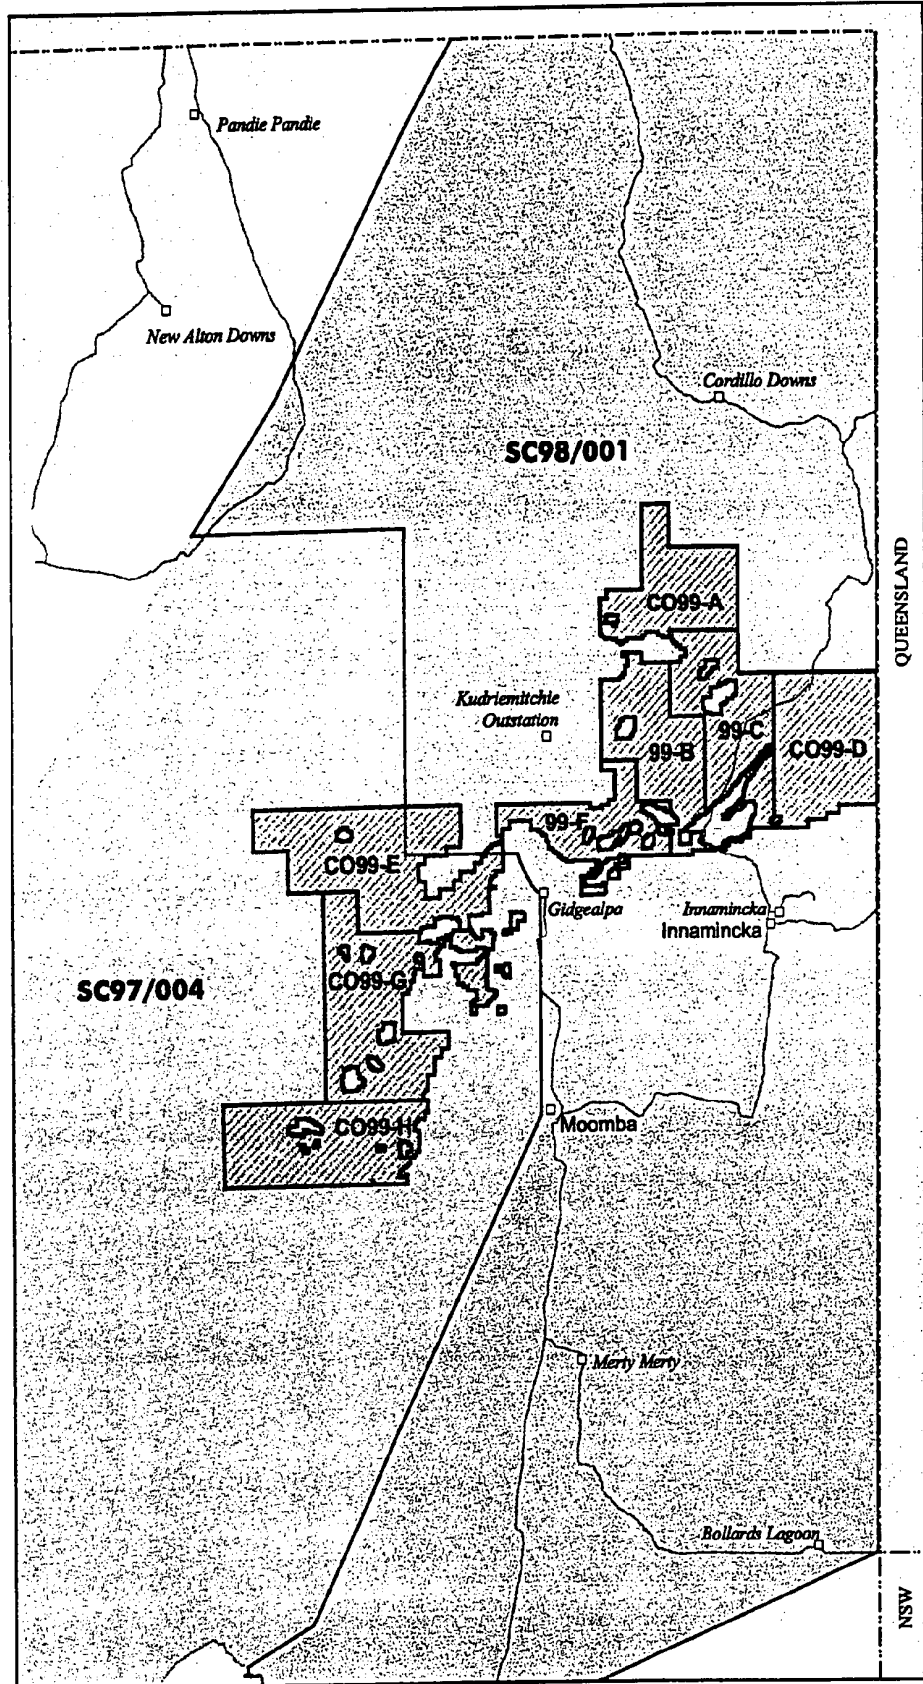 Pandie Pandie
New Alton Downs
Cordillo Downs
SC98/001
QUEENSLAND
CO99-A
Kudriemitchie
Outstation
99-B
99-C
CO99-D
99-F
CO99-E
Gidgealpa
Innamincka
Innamincka
CO99-G
SC97/004
Moomba
CO99-H
Merty Merty
Bollards Lagoon
NSW